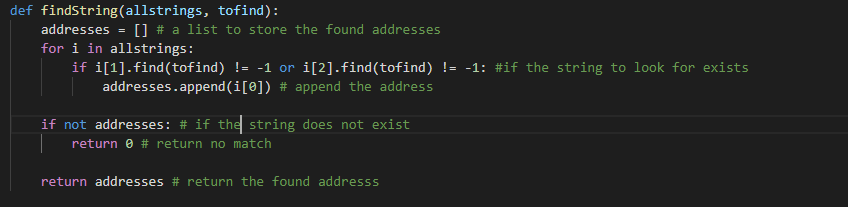 def findString(allstrings, tofind):
    addresses = [] # a list to store the found addresses
    for i in allstrings:
        if i[1].find(tofind) != -1 or i[2].find(tofind) != -1: #if the string to look for exists
            addresses.append(i[0]) # append the address

    if not addresses: # if the string does not exist
        return 0 # return no match

    return addresses # return the found addresss